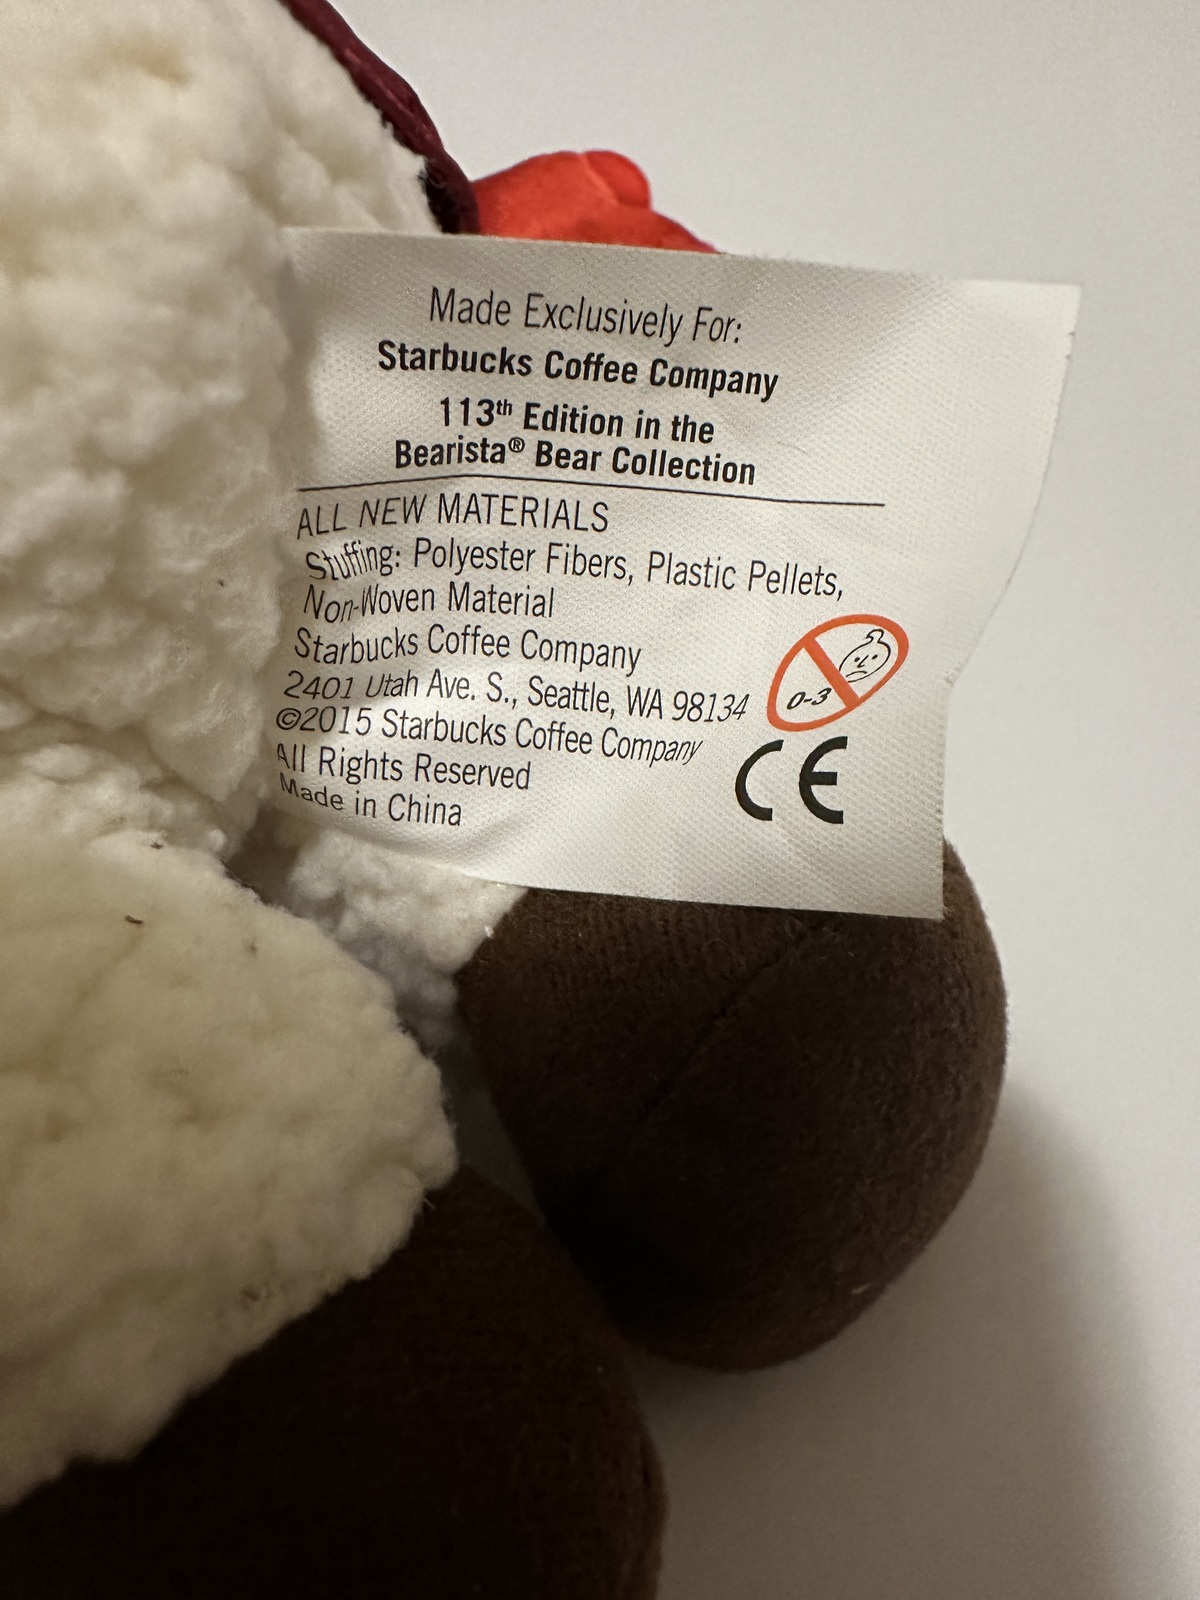 Made Exclusively For:
Starbucks Coffee Company
113th Edition in the
Bearista® Bear Collection
ALL NEW MATERIALS
Stuffing: Polyester Fibers, Plastic Pellets,
Non-Woven Material
Starbucks Coffee Company
2401 Utah Ave. S., Seattle, WA 98134
©2015 Starbucks Coffee Company
All Rights Reserved
Made in China
0-3
CE